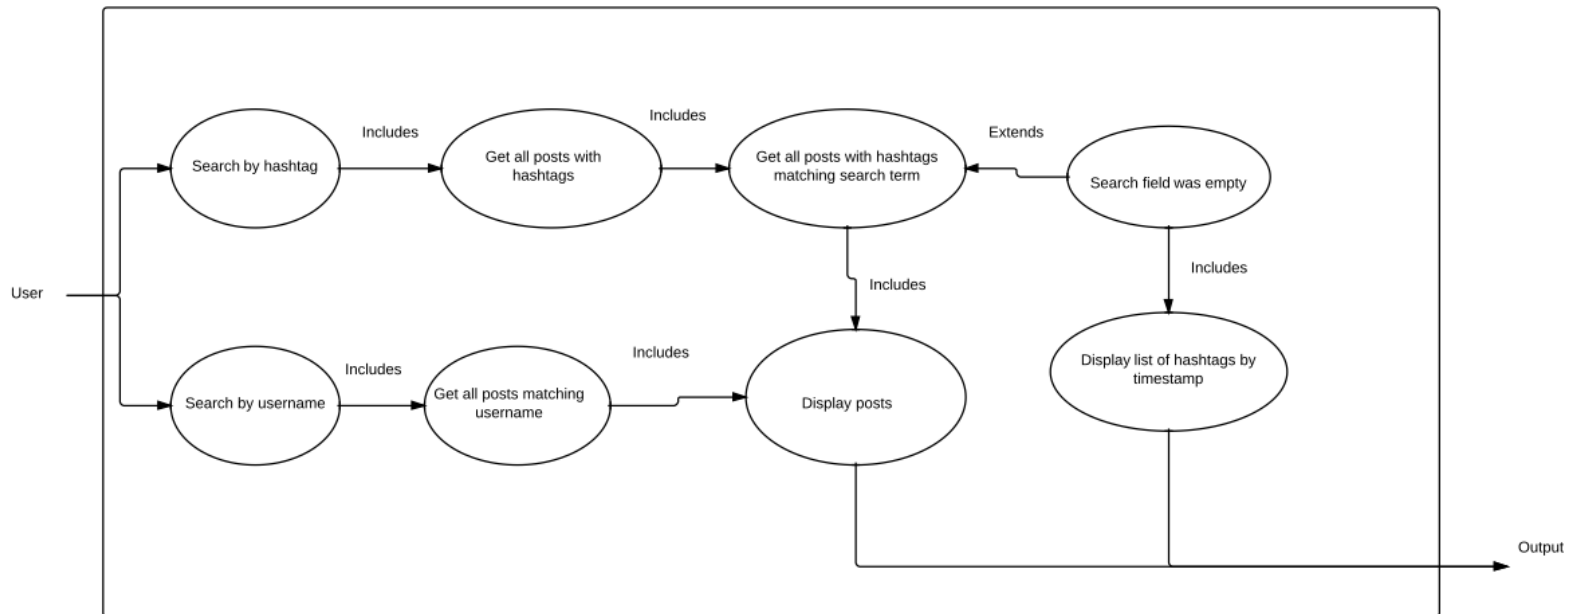 Includes
Includes
Extends
Search by hashtag
Get all posts with
hashtags
Get all posts with hashtags
matching search term
Search field was empty
Includes
Includes
User
Includes
Includes
Search by username
Get all posts matching
username
Display posts
Display list of hashtags by
timestamp
Output